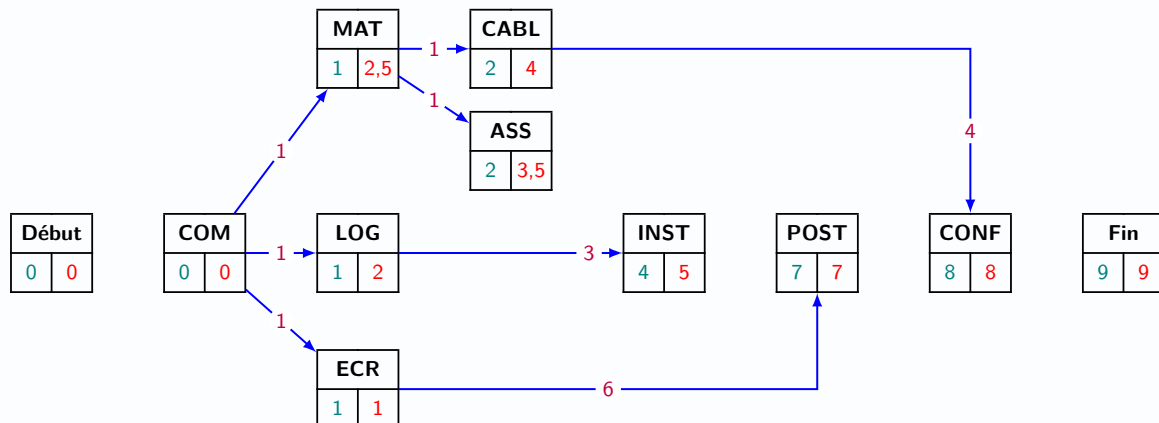 MAT
1 2,5
1
CABL
2 4
1
ASS
2 3,5
4
1
Début
0 0
COM
0 0
1
LOG
1 2
3
INST
4 5
POST
7 7
CONF
8 8
Fin
9 9
1
ECR
1 1
6